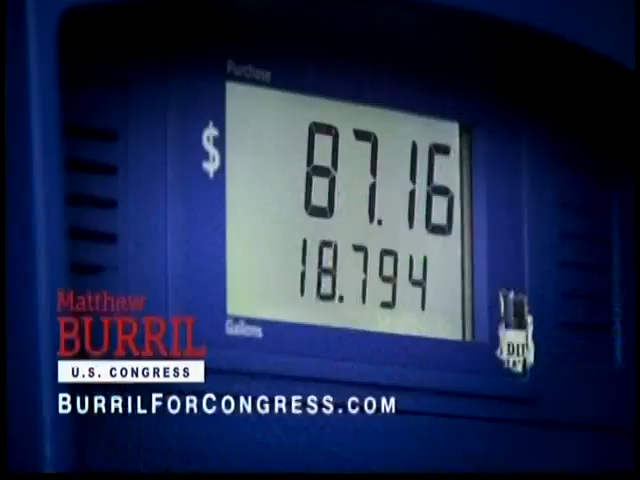 Purchase
$ 87.16
18.794
Gallons
Matthew
BURRIL
U.S. CONGRESS
BURRILFORCONGRESS.COM